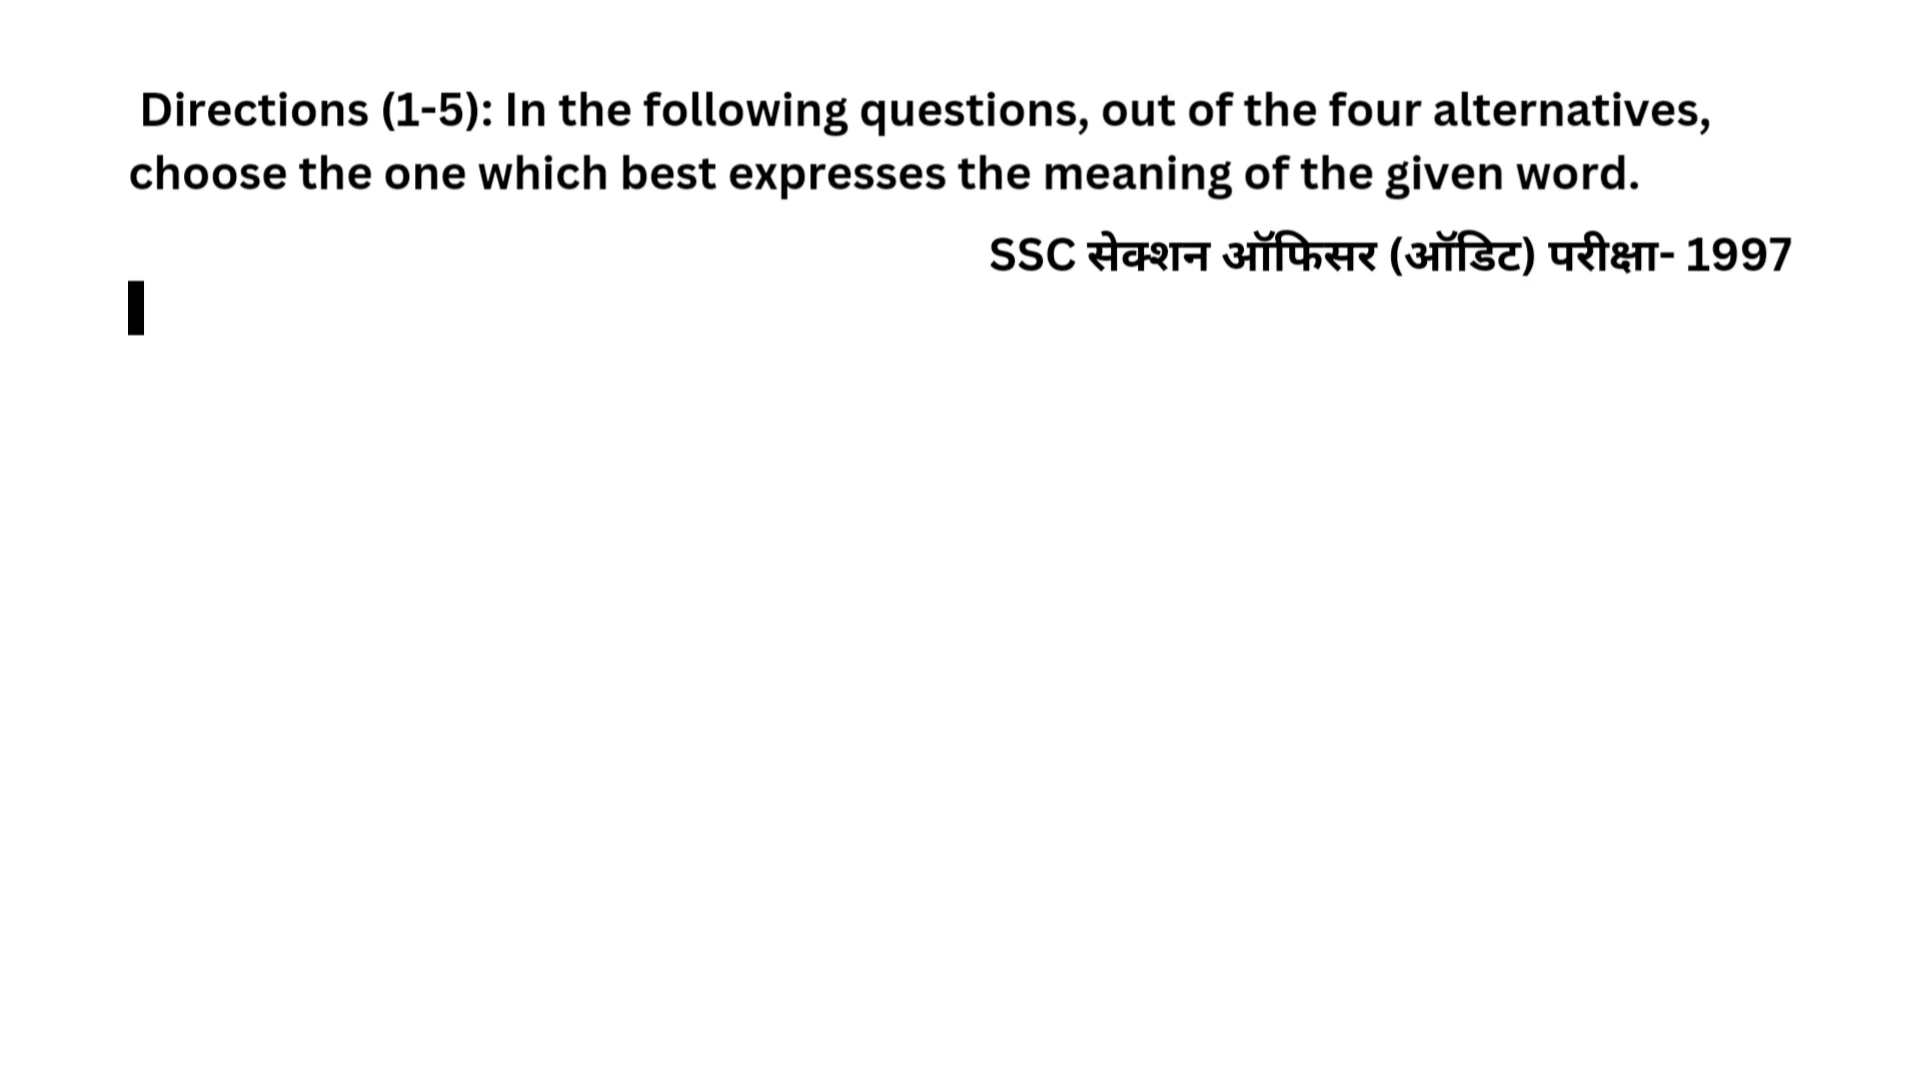 Directions (1-5): In the following questions, out of the four alternatives,
choose the one which best expresses the meaning of the given word.
SSC सेक्शन ऑफिसर (ऑडिट) परीक्षा- 1997